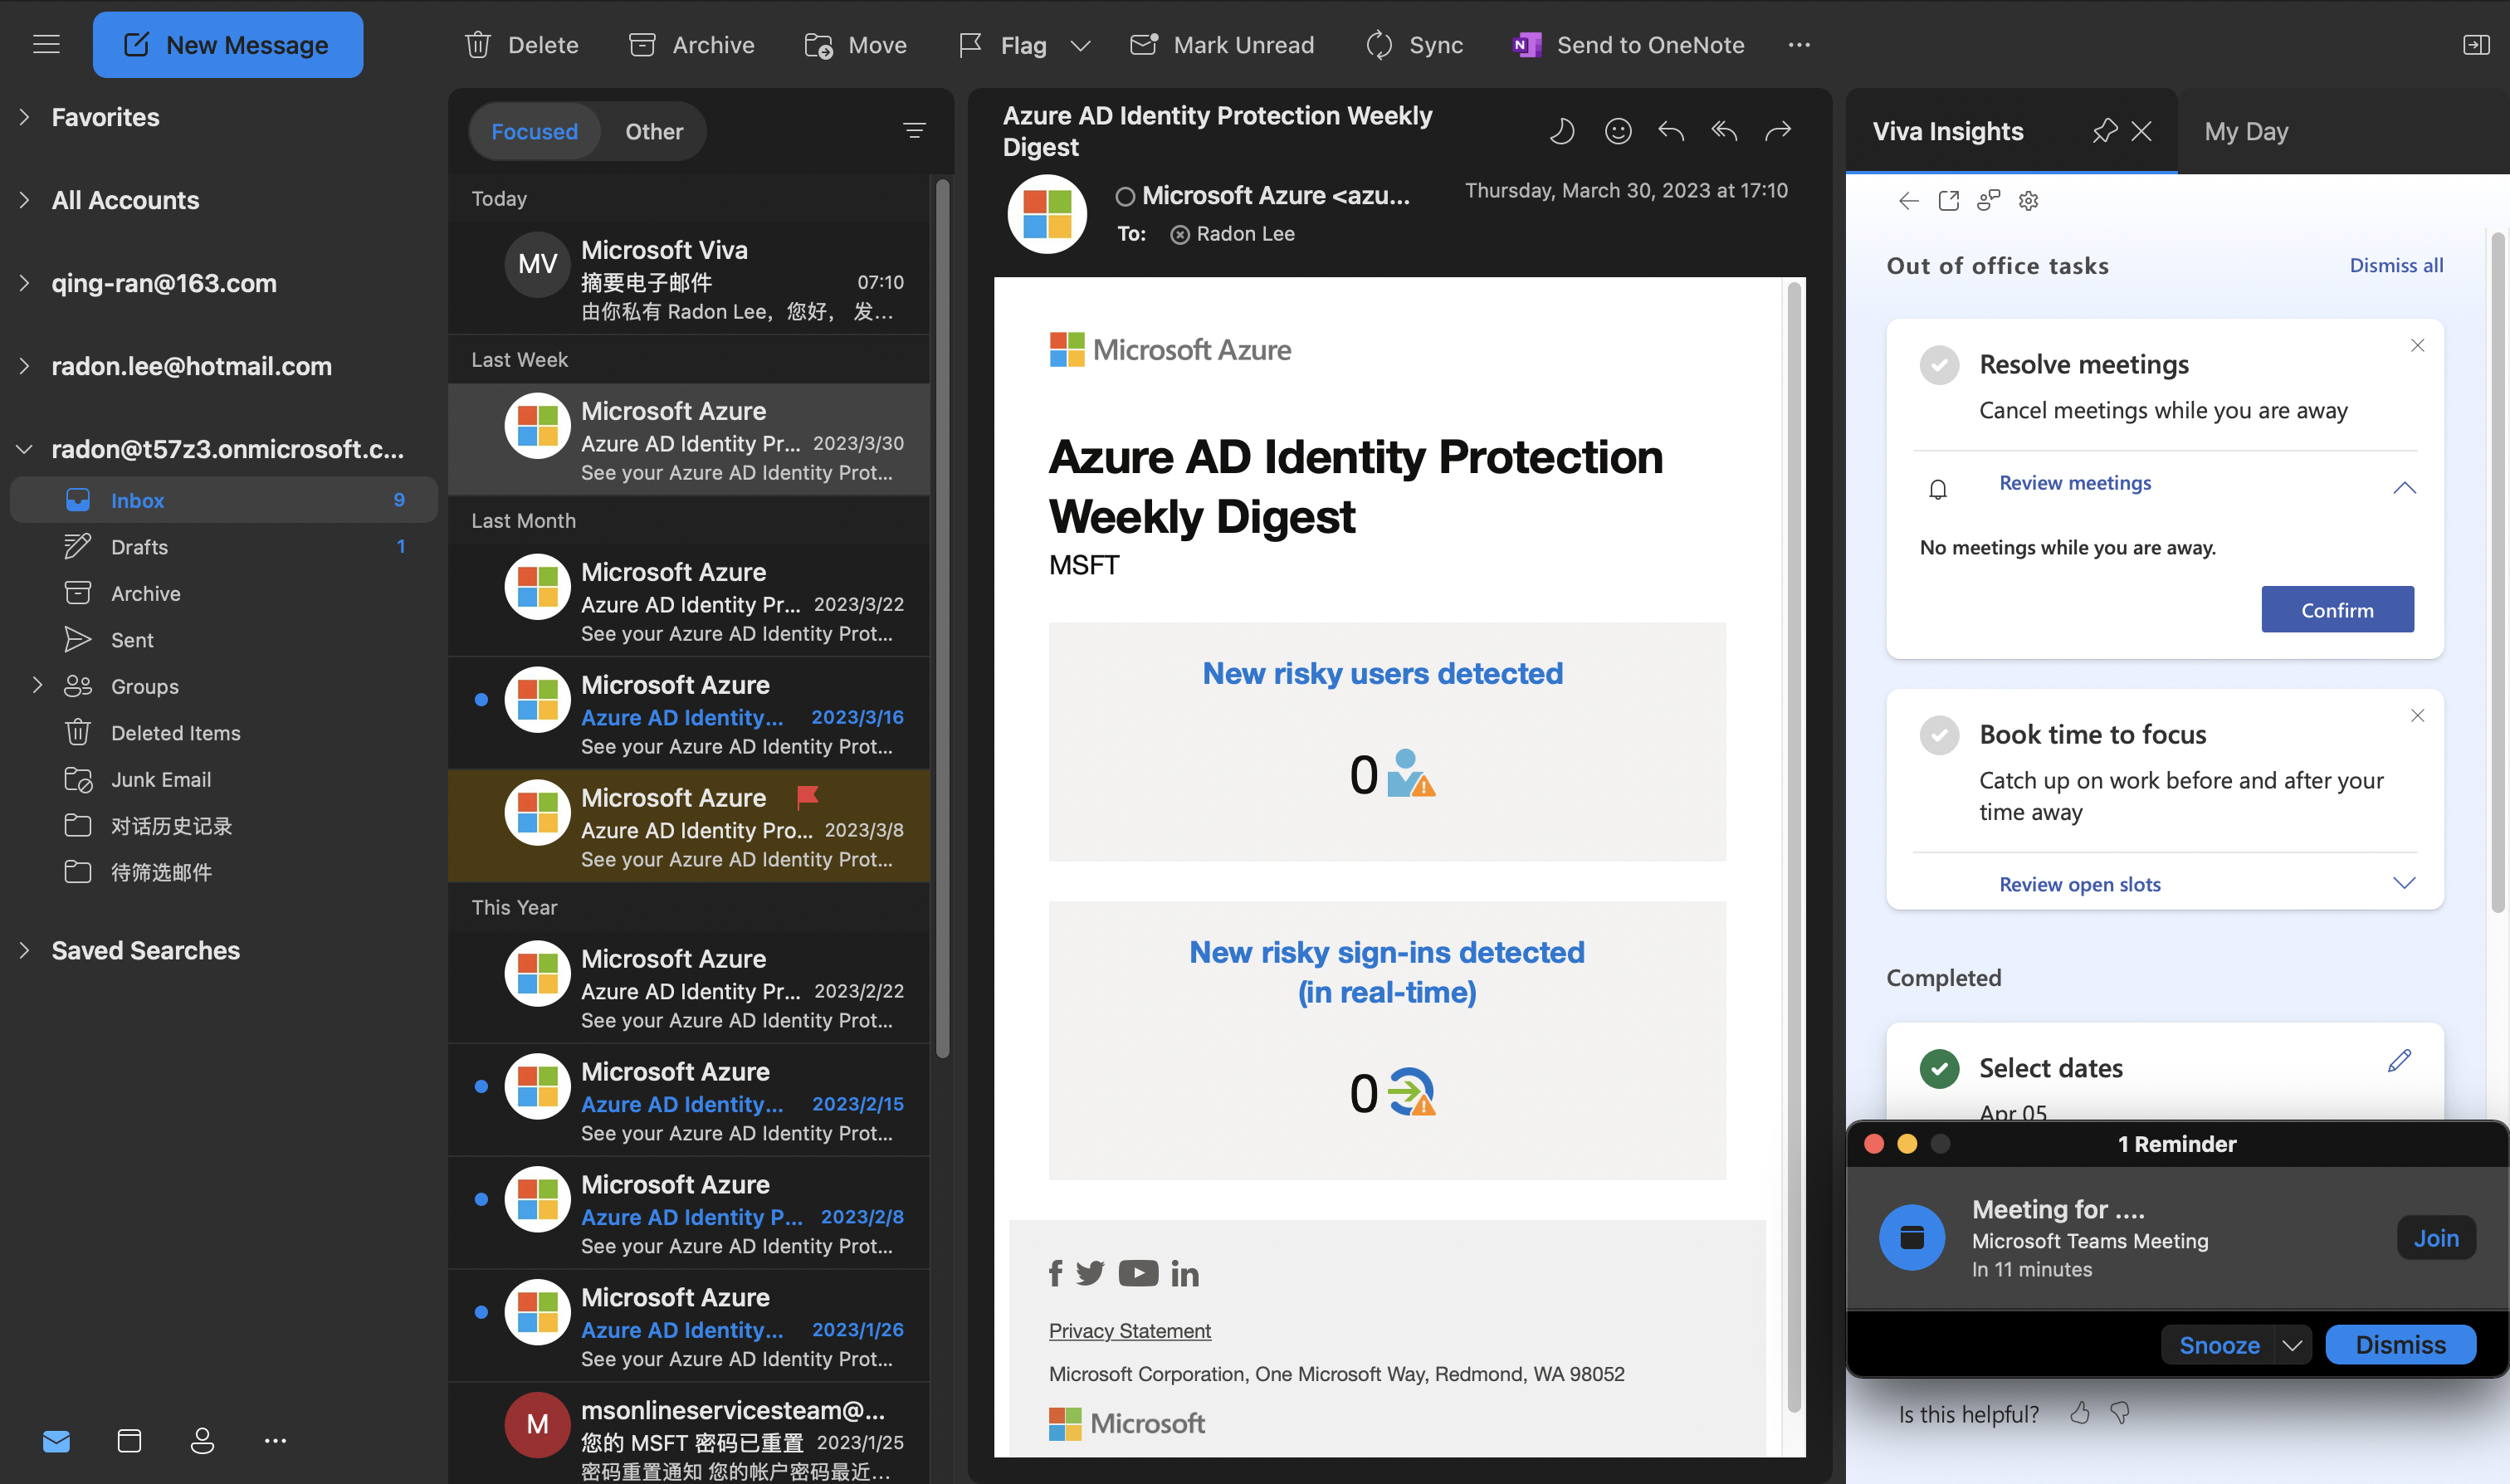 New Message
Delete
Archive
Move
Flag
Mark Unread
Sync
Send to OneNote
Favorites
All Accounts
qing-ran@163.com
radon.lee@hotmail.com
radon@t57z3.onmicrosoft.c...
Inbox 9
Drafts 1
Archive
Sent
Groups
Deleted Items
Junk Email
对话历史记录
待筛选邮件
Saved Searches
Focused
Other
Today
MV
Microsoft Viva
摘要电子邮件 07:10
由你私有 Radon Lee，您好， 发...
Last Week
Microsoft Azure
Azure AD Identity Pr... 2023/3/30
See your Azure AD Identity Prot...
Last Month
Microsoft Azure
Azure AD Identity Pr... 2023/3/22
See your Azure AD Identity Prot...
Microsoft Azure
Azure AD Identity... 2023/3/16
See your Azure AD Identity Prot...
Microsoft Azure
Azure AD Identity Pro... 2023/3/8
See your Azure AD Identity Prot...
This Year
Microsoft Azure
Azure AD Identity Pr... 2023/2/22
See your Azure AD Identity Prot...
Microsoft Azure
Azure AD Identity... 2023/2/15
See your Azure AD Identity Prot...
Microsoft Azure
Azure AD Identity P... 2023/2/8
See your Azure AD Identity Prot...
Microsoft Azure
Azure AD Identity... 2023/1/26
See your Azure AD Identity Prot...
M
msonlineservicesteam@...
您的 MSFT 密码已重置 2023/1/25
密码重置通知 您的帐户密码最近...
Azure AD Identity Protection Weekly
Digest
Microsoft Azure <azu...
Thursday, March 30, 2023 at 17:10
To: Radon Lee
Microsoft Azure
Azure AD Identity Protection
Weekly Digest
MSFT
New risky users detected
0
New risky sign-ins detected
(in real-time)
0
Privacy Statement
Microsoft Corporation, One Microsoft Way, Redmond, WA 98052
Microsoft
Viva Insights
My Day
Out of office tasks
Dismiss all
Resolve meetings
Cancel meetings while you are away
Review meetings
No meetings while you are away.
Confirm
Book time to focus
Catch up on work before and after your
time away
Review open slots
Completed
Select dates
Apr 05
1 Reminder
Meeting for ....
Microsoft Teams Meeting
In 11 minutes
Join
Snooze
Dismiss
Is this helpful?